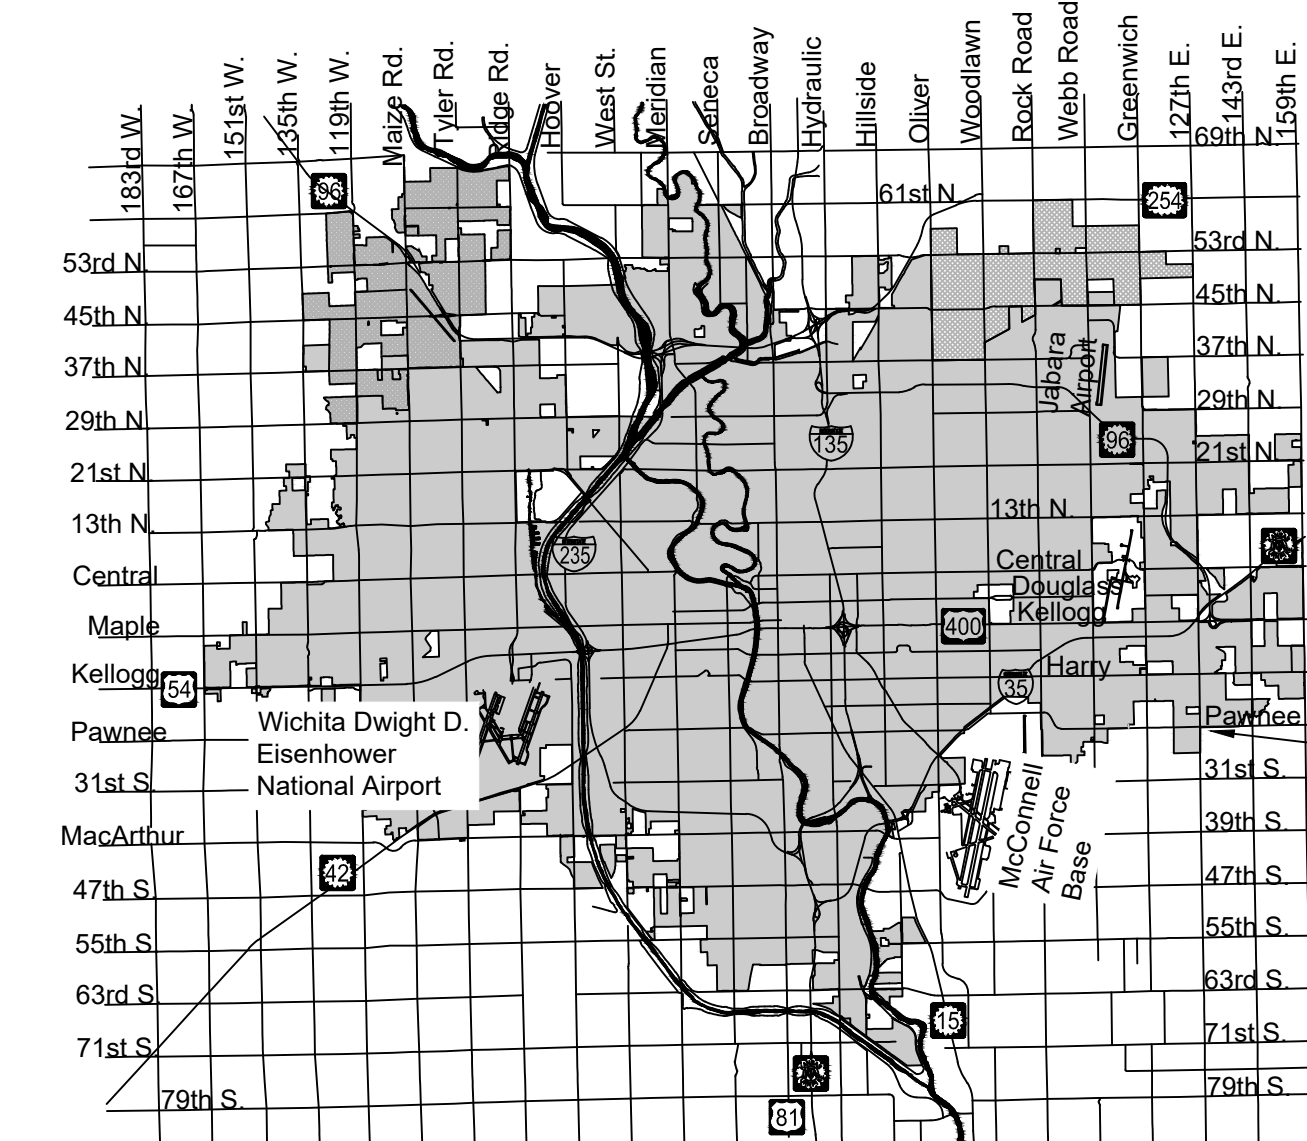 183rd W.
167th W.
151st W.
135th W.
119th W.
Maize Rd.
Tyler Rd.
Ridge Rd.
Hoover
West St.
Meridian
Seneca
Broadway
Hydraulic
Hillside
Oliver
Woodlawn
Rock Road
Webb Road
Greenwich
127th E.
143rd E.
159th E.
69th N.
96
61st N.
254
53rd N.
53rd N.
45th N.
45th N.
37th N.
37th N.
Jabara
Airport
29th N.
29th N.
135
96
21st N.
21st N.
13th N.
13th N.
235
Central
Central
Douglass
Kellogg
Maple
400
Kellogg
54
Harry
35
Wichita Dwight D.
Eisenhower
National Airport
Pawnee
Pawnee
31st S.
31st S.
McConnell
Air Force
Base
MacArthur
39th S.
42
47th S.
47th S.
55th S.
55th S.
63rd S.
63rd S.
15
71st S.
71st S.
79th S.
79th S.
81